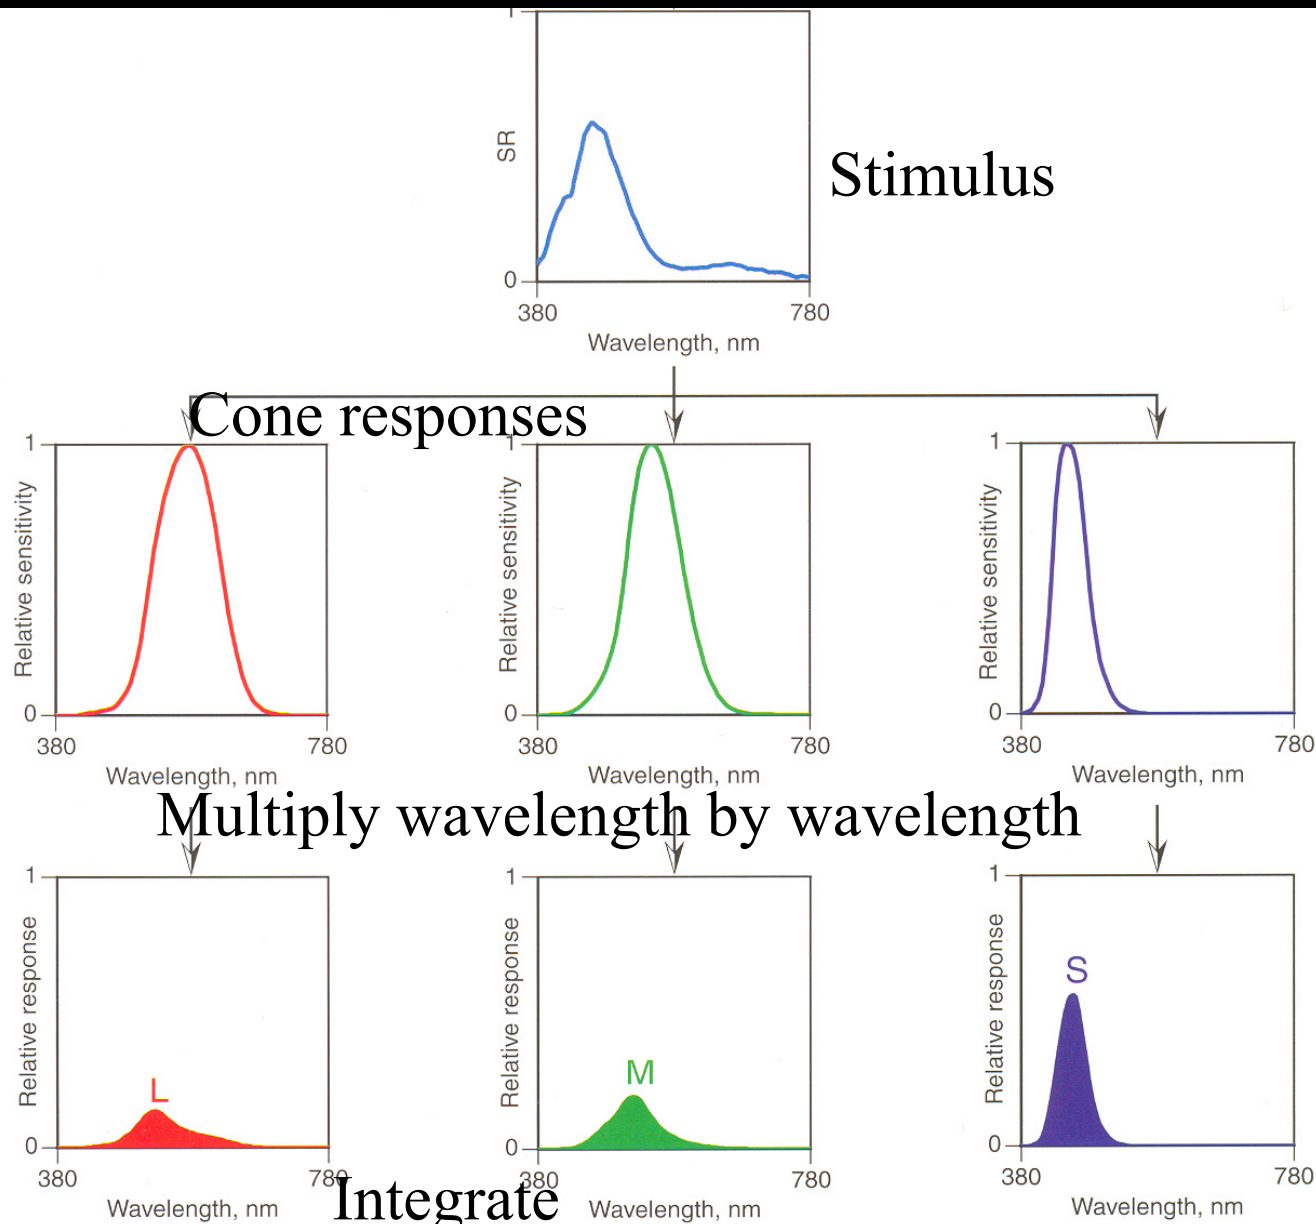 1
SR
Stimulus
0
380 780
Wavelength, nm
Cone responses
1 1 1
Relative sensitivity Relative sensitivity Relative sensitivity
0 0 0
380 780 380 780 380 780
Wavelength, nm Wavelength, nm Wavelength, nm
Multiply wavelength by wavelength
1 1 1
Relative response Relative response Relative response
L M S
0 0 0
380 780 380 780 380 780
Wavelength, nm Integrate Wavelength, nm Wavelength, nm